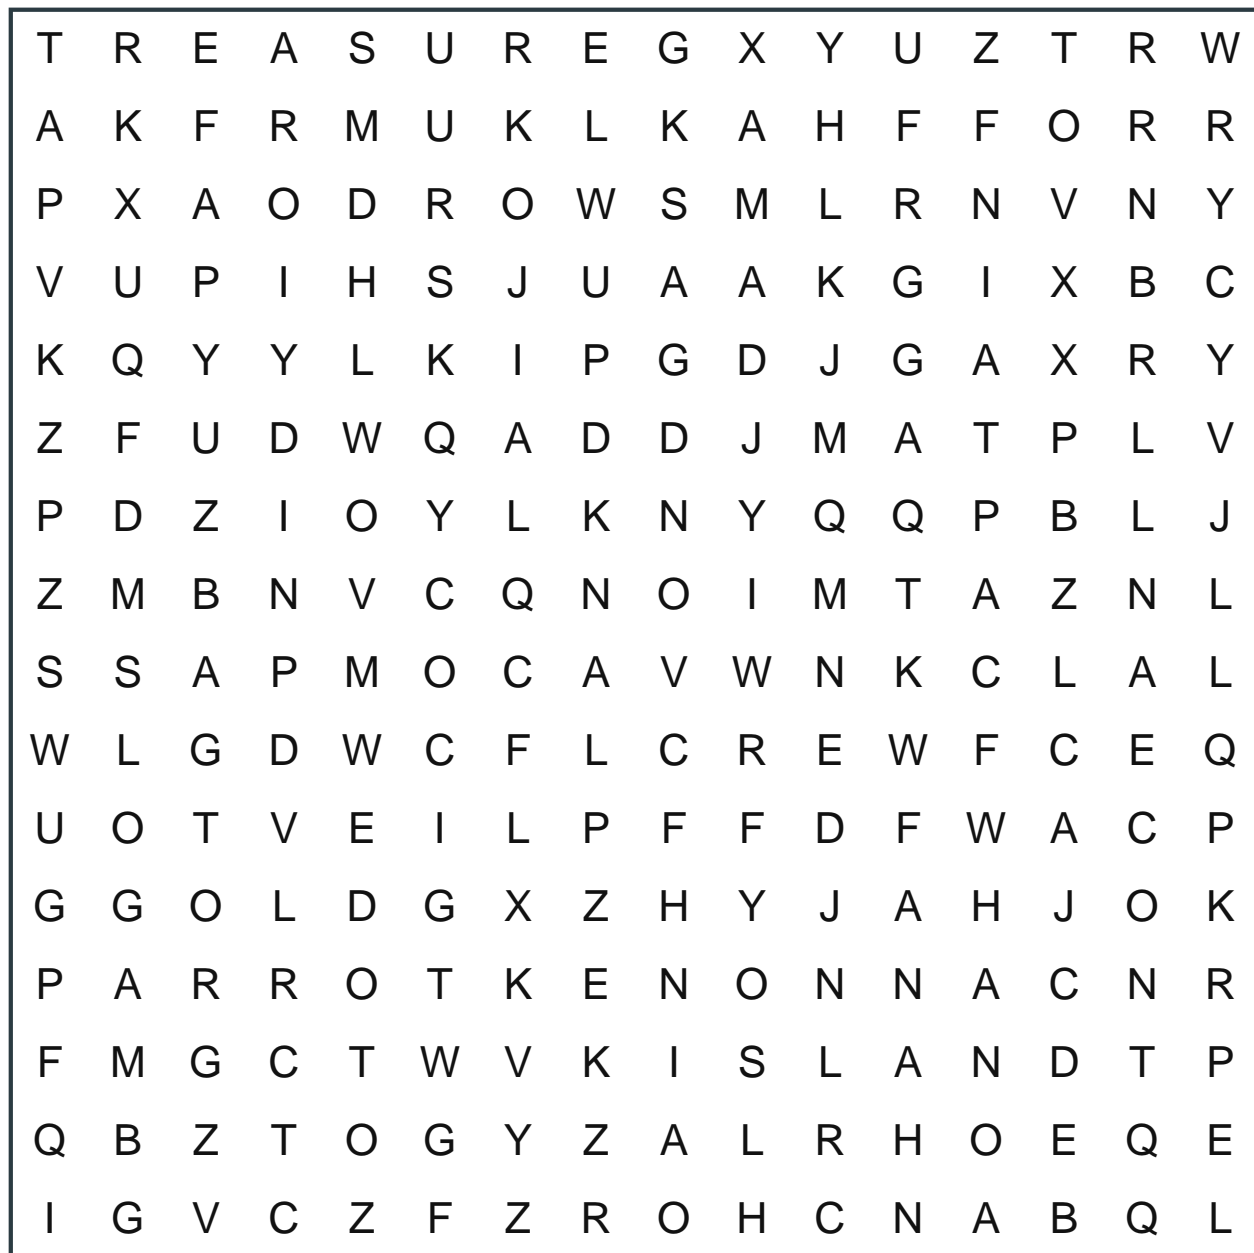 T R E A S U R E G X Y U Z T R W
A K F R M U K L K A H F F O R R
P X A O D R O W S M L R N V N Y
V U P I H S J U A A K G I X B C
K Q Y Y L K I P G D J G A X R Y
Z F U D W Q A D D J M A T P L V
P D Z I O Y L K N Y Q Q P B L J
Z M B N V C Q N O I M T A Z N L
S S A P M O C A V W N K C L A L
W L G D W C F L C R E W F C E Q
U O T V E I L P F F D F W A C P
G G O L D G X Z H Y J A H J O K
P A R R O T K E N O N N A C N R
F M G C T W V K I S L A N D T P
Q B Z T O G Y Z A L R H O E Q E
I G V C Z F Z R O H C N A B Q L